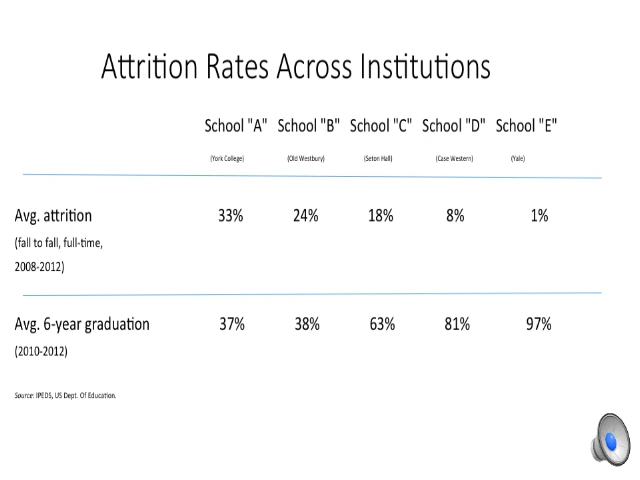 Attrition Rates Across Institutions
School "A" School "B" School "C" School "D" School "E"
(York College) (Old Westbury) (Seton Hall) (Case Western) (Yale)
Avg. attrition 33% 24% 18% 8% 1%
(fall to fall, full-time,
2008-2012)
Avg. 6-year graduation 37% 38% 63% 81% 97%
(2010-2012)
Source: IPEDS, US Dept. Of Education.